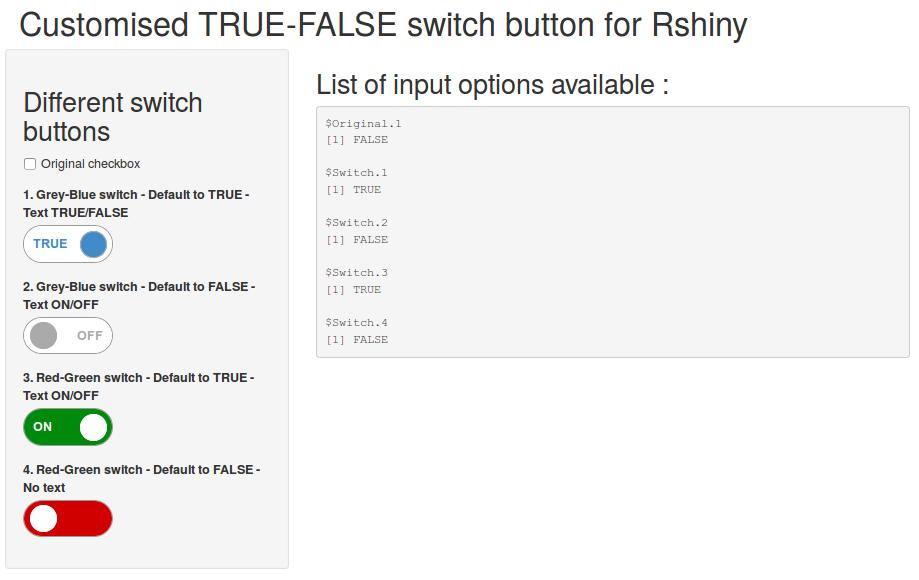 Customised TRUE-FALSE switch button for Rshiny
Different switch
buttons
Original checkbox
1. Grey-Blue switch - Default to TRUE -
Text TRUE/FALSE
TRUE
2. Grey-Blue switch - Default to FALSE -
Text ON/OFF
OFF
3. Red-Green switch - Default to TRUE -
Text ON/OFF
ON
4. Red-Green switch - Default to FALSE -
No text
List of input options available :
$Original.1
[1] FALSE
$Switch.1
[1] TRUE
$Switch.2
[1] FALSE
$Switch.3
[1] TRUE
$Switch.4
[1] FALSE